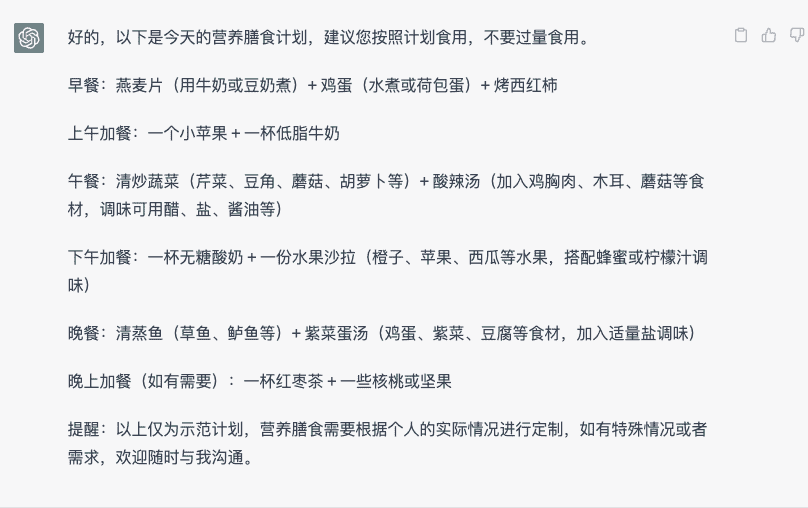 好的，以下是今天的营养膳食计划，建议您按照计划食用，不要过量食用。
早餐：燕麦片（用牛奶或豆奶煮）+ 鸡蛋（水煮或荷包蛋）+ 烤西红柿
上午加餐：一个小苹果 + 一杯低脂牛奶
午餐：清炒蔬菜（芹菜、豆角、蘑菇、胡萝卜等）+ 酸辣汤（加入鸡胸肉、木耳、蘑菇等食
材，调味可用醋、盐、酱油等）
下午加餐：一杯无糖酸奶 + 一份水果沙拉（橙子、苹果、西瓜等水果，搭配蜂蜜或柠檬汁调
味）
晚餐：清蒸鱼（草鱼、鲈鱼等）+ 紫菜蛋汤（鸡蛋、紫菜、豆腐等食材，加入适量盐调味）
晚上加餐（如有需要）：一杯红枣茶 + 一些核桃或坚果
提醒：以上仅为示范计划，营养膳食需要根据个人的实际情况进行定制，如有特殊情况或者
需求，欢迎随时与我沟通。